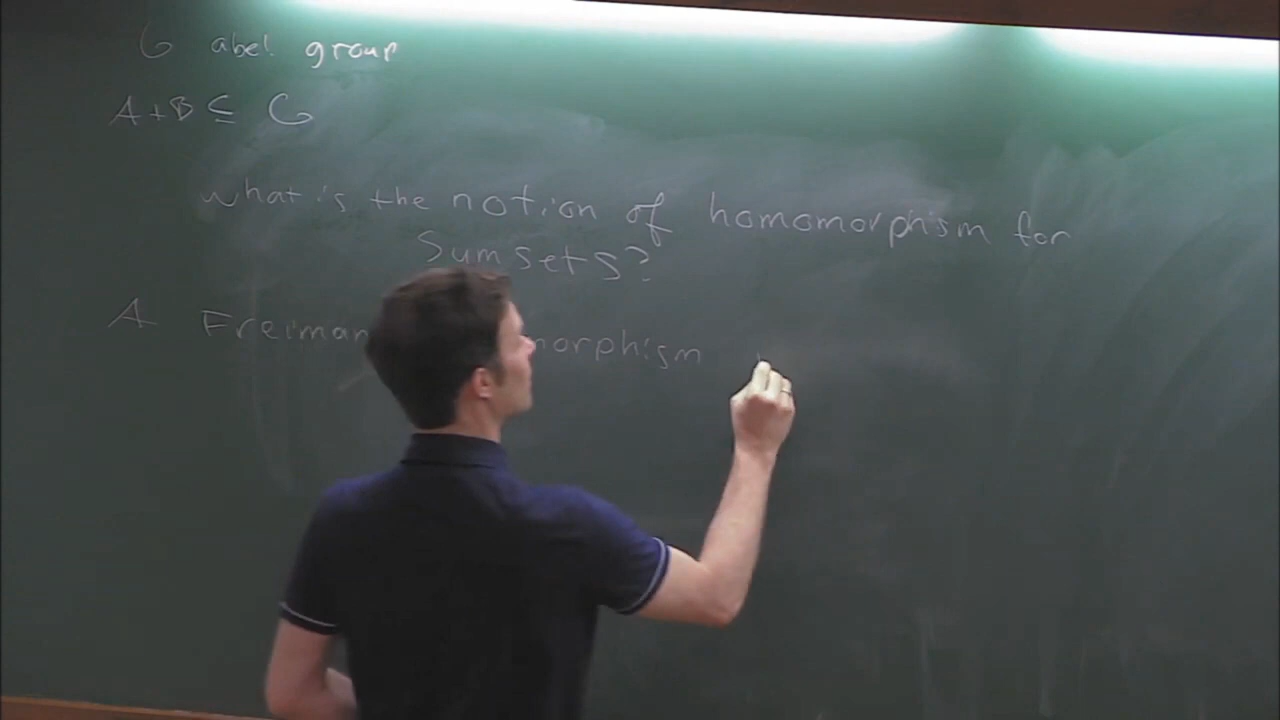 G abel. group
A+B ⊆ G
what is the notion of homomorphism for
Sumsets?
A Freiman morphism